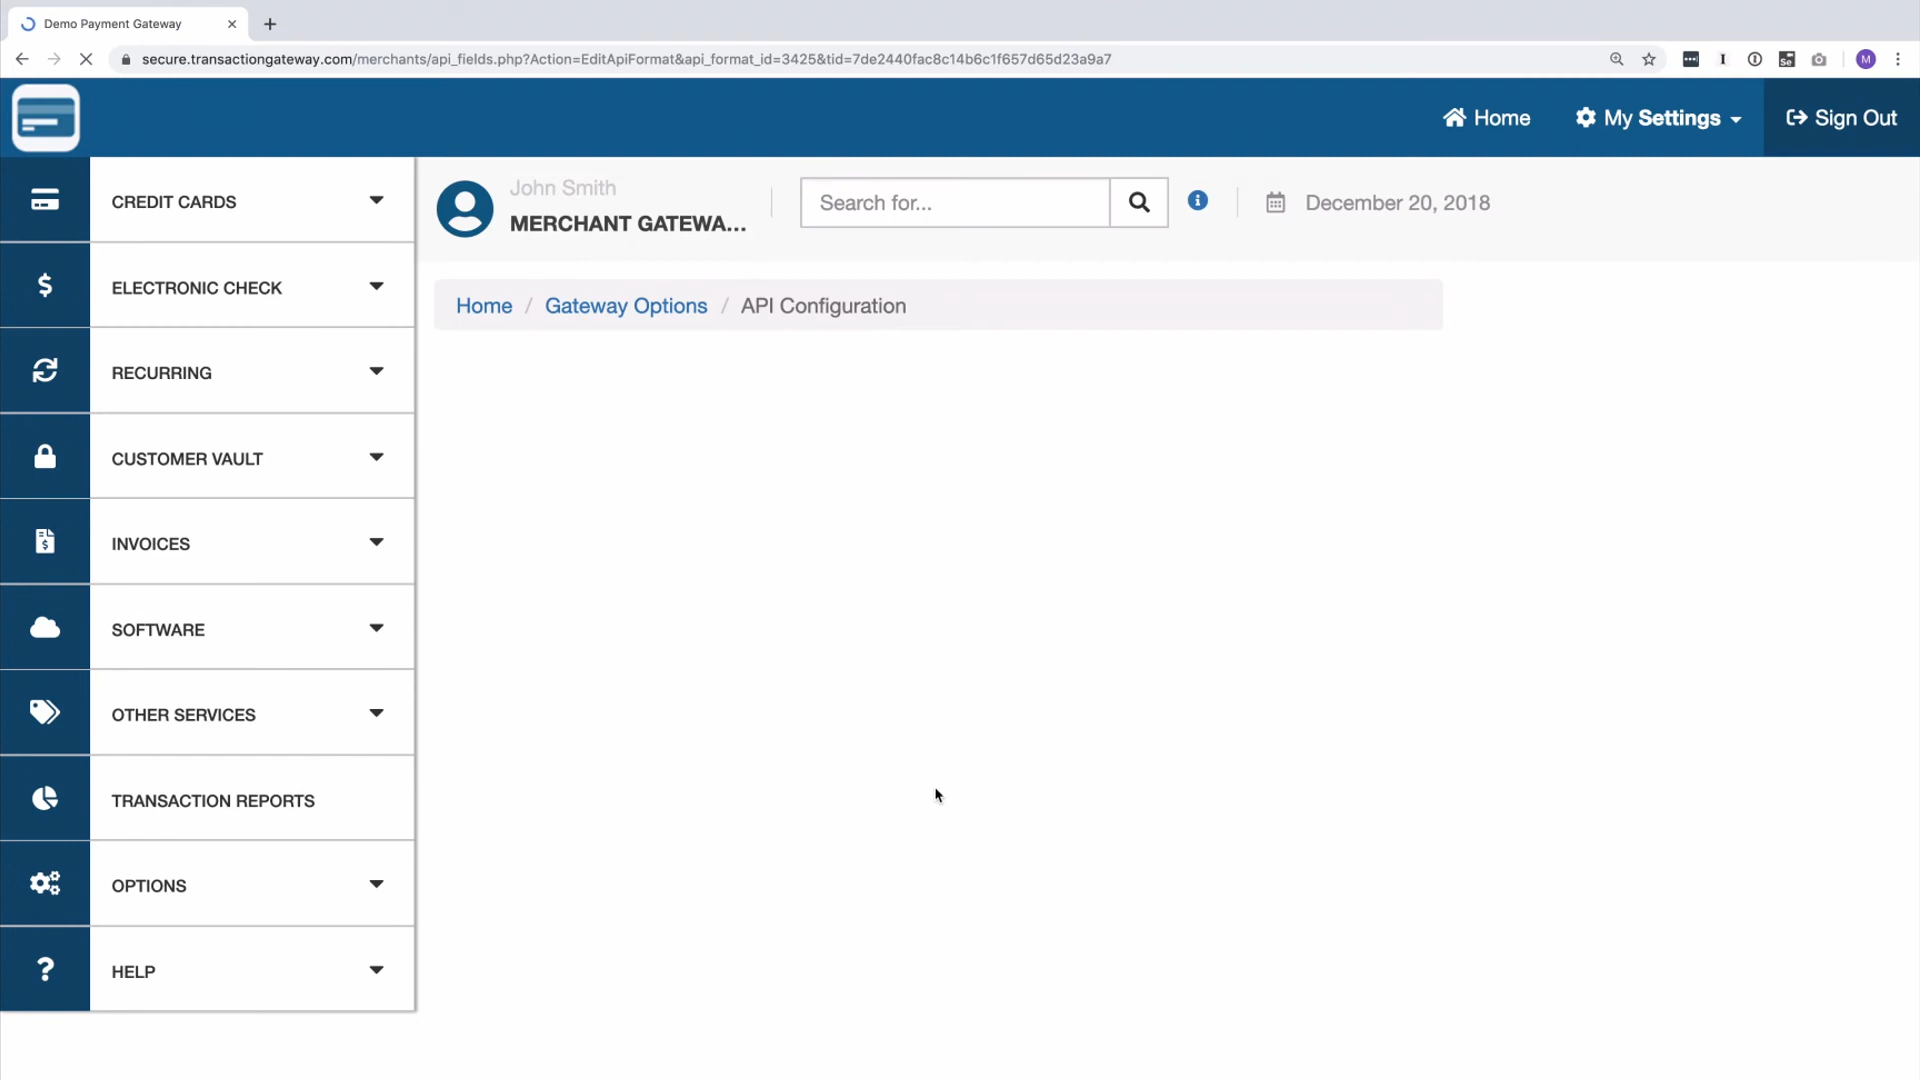 Demo Payment Gateway
secure.transactiongateway.com/merchants/api_fields.php?Action=EditApiFormat&api_format_id=3425&tid=7de2440fac8c14b6c1f657d65d23a9a7
Se
M
Home
My Settings
Sign Out
CREDIT CARDS
John Smith
MERCHANT GATEWA...
Search for...
December 20, 2018
ELECTRONIC CHECK
Home / Gateway Options / API Configuration
RECURRING
CUSTOMER VAULT
INVOICES
SOFTWARE
OTHER SERVICES
TRANSACTION REPORTS
OPTIONS
HELP